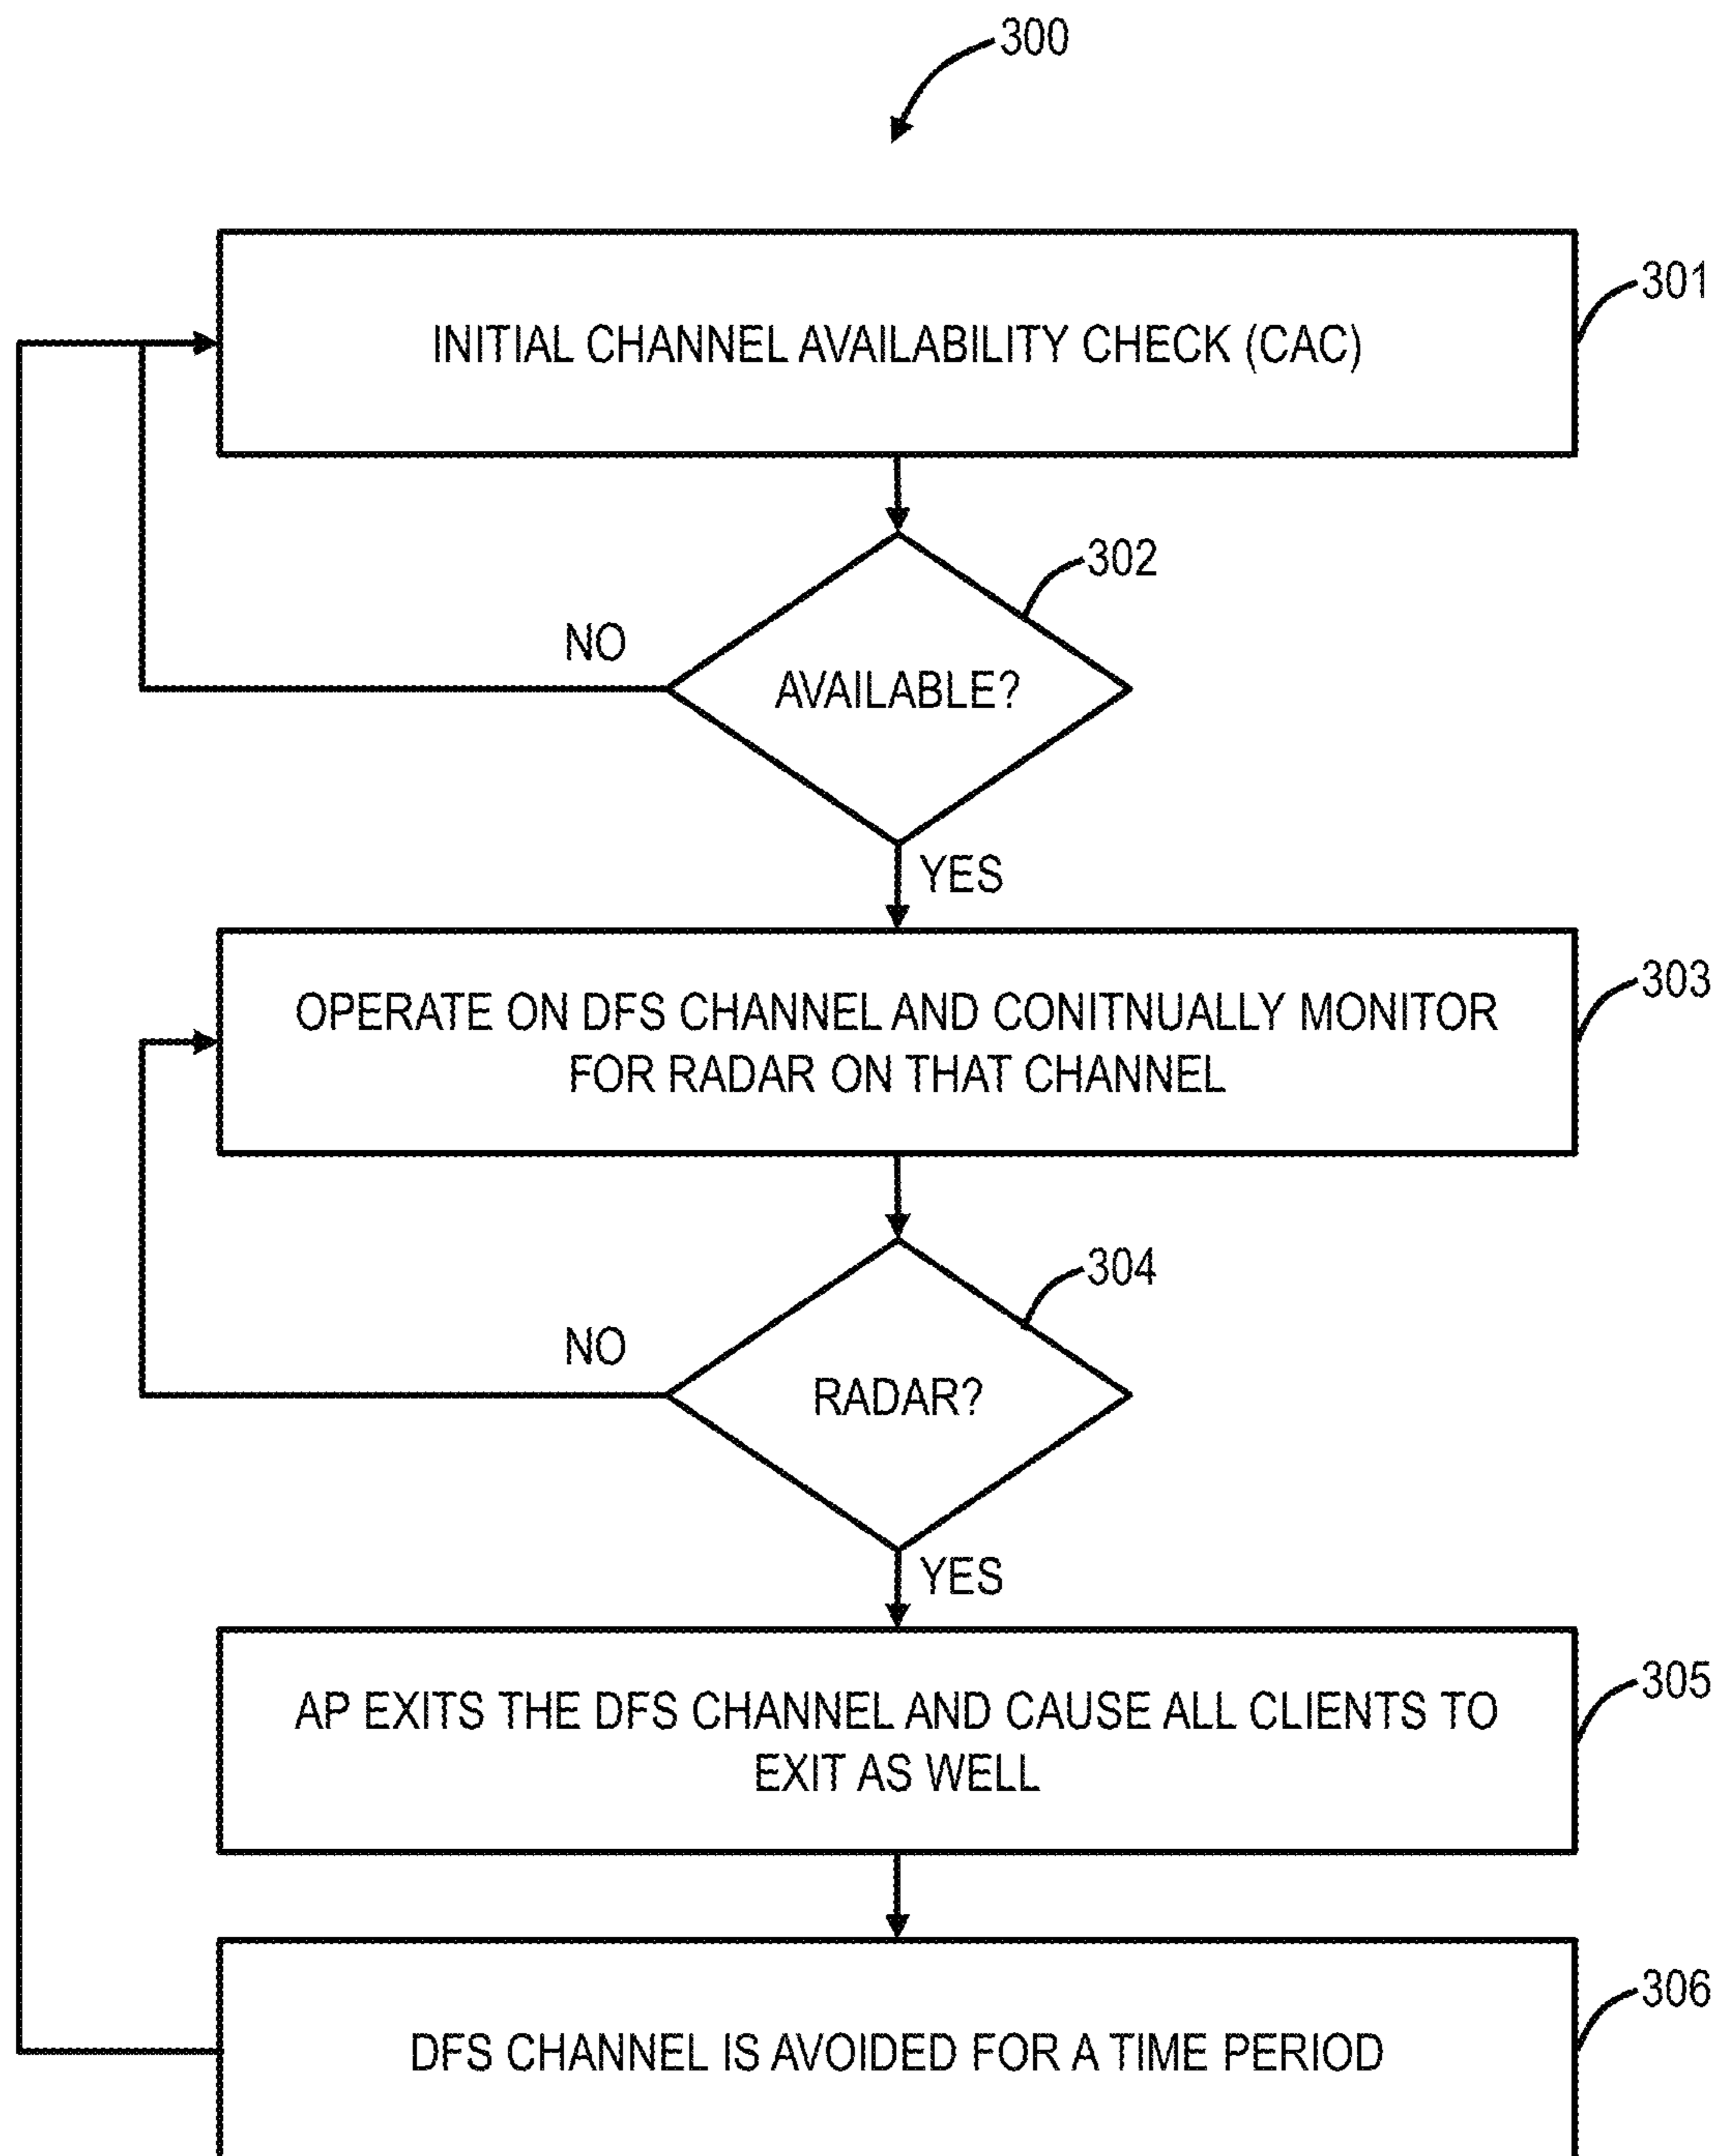 300
INITIAL CHANNEL AVAILABILITY CHECK (CAC)
301
302
NO
AVAILABLE?
YES
OPERATE ON DFS CHANNEL AND CONITNUALLY MONITOR
FOR RADAR ON THAT CHANNEL
303
304
NO
RADAR?
YES
AP EXITS THE DFS CHANNEL AND CAUSE ALL CLIENTS TO
EXIT AS WELL
305
DFS CHANNEL IS AVOIDED FOR A TIME PERIOD
306